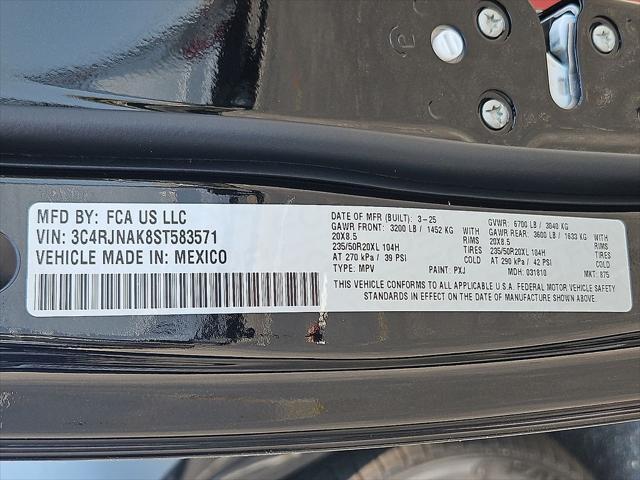 MFD BY: FCA US LLC
VIN: 3C4RJNAK8ST583571
VEHICLE MADE IN: MEXICO
DATE OF MFR (BUILT): 3-25 GVWR: 6700 LB / 3040 KG
GAWR FRONT: 3200 LB / 1452 KG WITH GAWR REAR: 3600 LB / 1633 KG WITH
20X8.5 RIMS 20X8.5 RIMS
235/50R20XL 104H TIRES 235/50R20XL 104H TIRES
AT 270 kPa / 39 PSI COLD AT 290 kPa / 42 PSI COLD
TYPE: MPV PAINT: PXJ MDH: 031810 MKT: 875
THIS VEHICLE CONFORMS TO ALL APPLICABLE U.S.A. FEDERAL MOTOR VEHICLE SAFETY
STANDARDS IN EFFECT ON THE DATE OF MANUFACTURE SHOWN ABOVE.